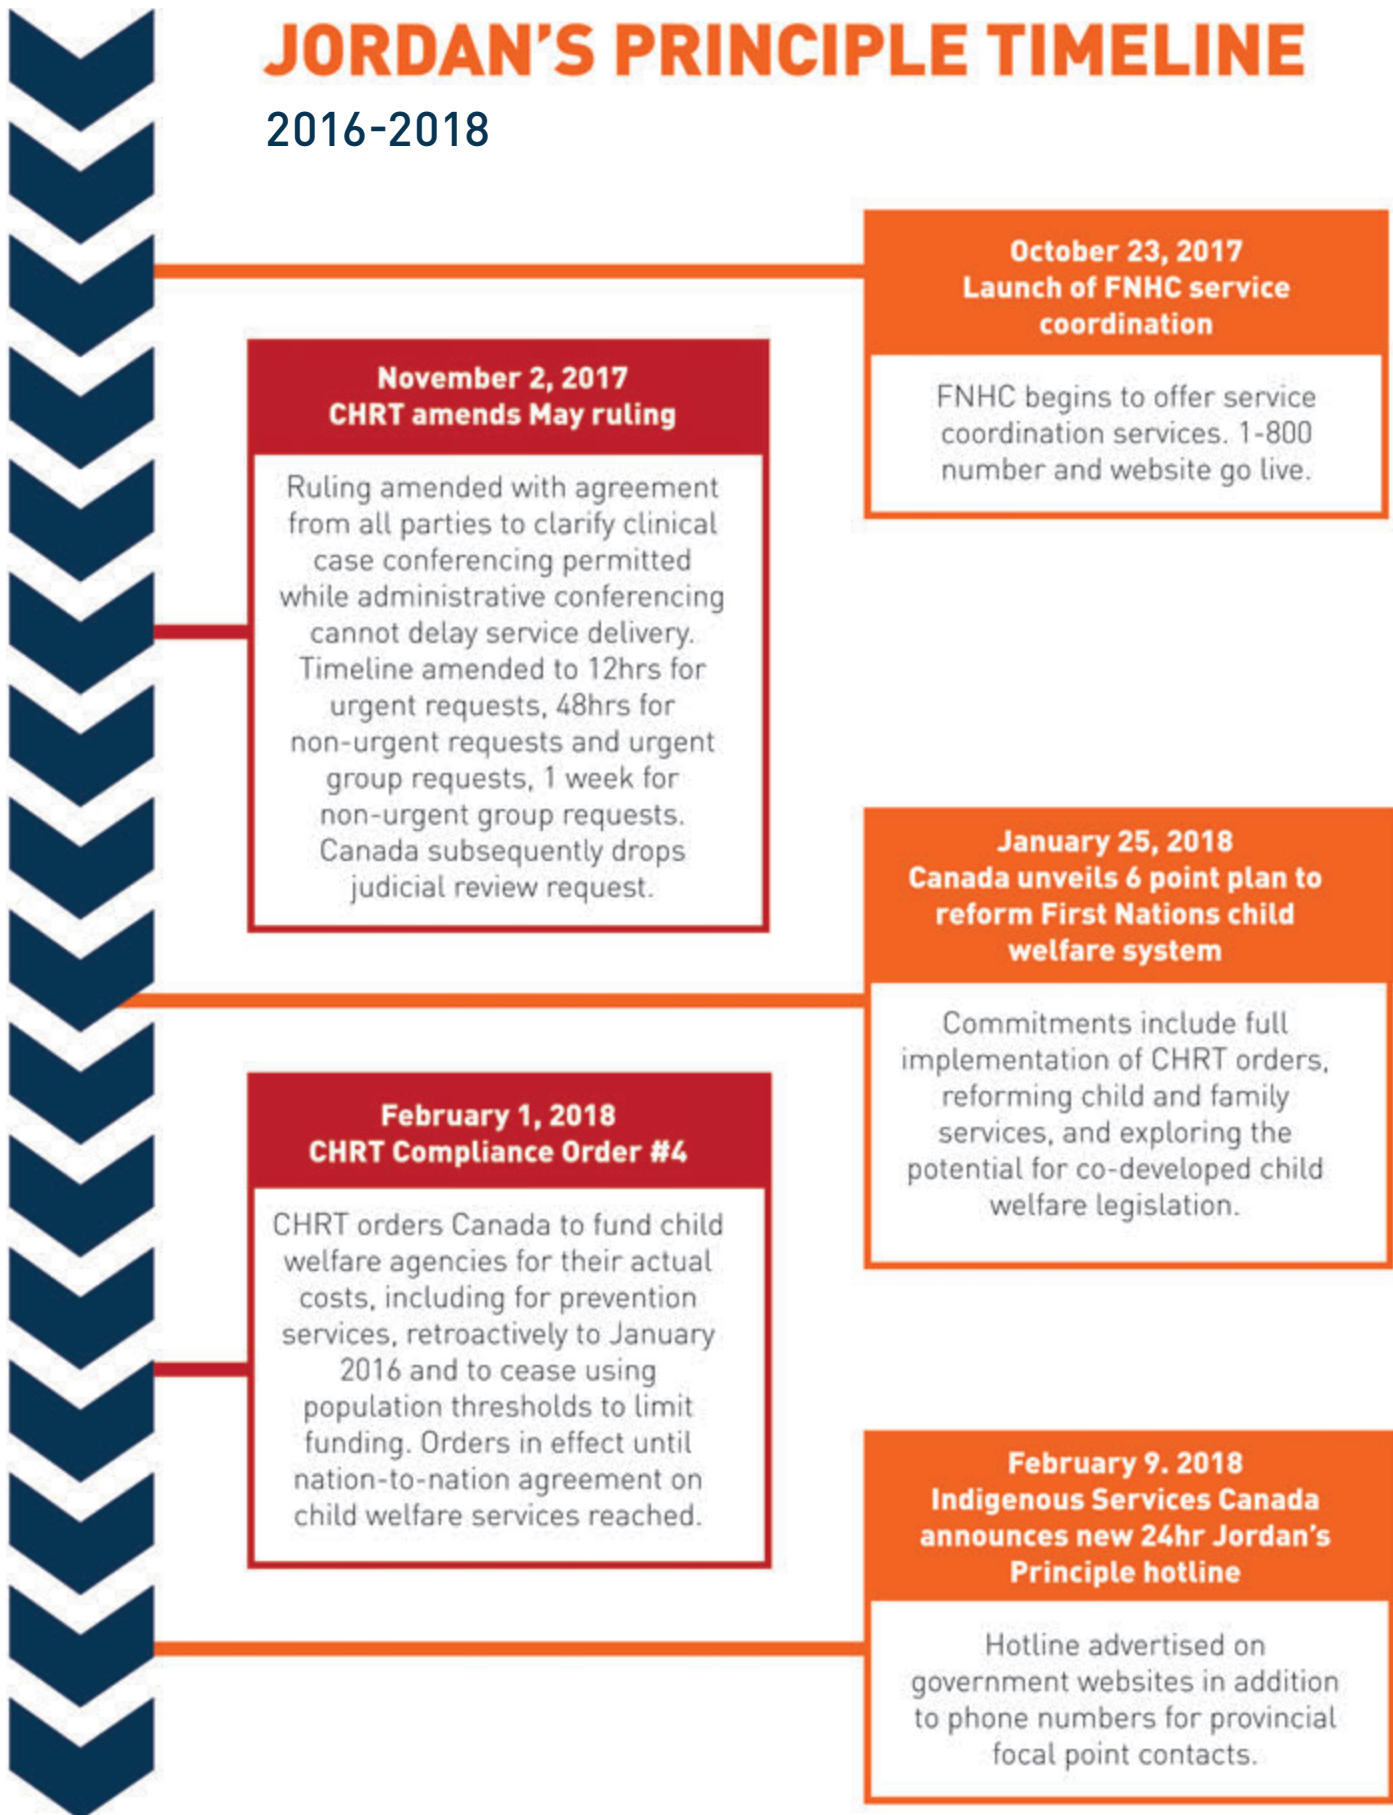 JORDAN'S PRINCIPLE TIMELINE
2016-2018
October 23, 2017
Launch of FNHC service
coordination
FNHC begins to offer service
coordination services. 1-800
number and website go live.
November 2, 2017
CHRT amends May ruling
Ruling amended with agreement
from all parties to clarify clinical
case conferencing permitted
while administrative conferencing
cannot delay service delivery.
Timeline amended to 12hrs for
urgent requests, 48hrs for
non-urgent requests and urgent
group requests, 1 week for
non-urgent group requests.
Canada subsequently drops
judicial review request.
January 25, 2018
Canada unveils 6 point plan to
reform First Nations child
welfare system
Commitments include full
implementation of CHRT orders,
reforming child and family
services, and exploring the
potential for co-developed child
welfare legislation.
February 1, 2018
CHRT Compliance Order #4
CHRT orders Canada to fund child
welfare agencies for their actual
costs, including for prevention
services, retroactively to January
2016 and to cease using
population thresholds to limit
funding. Orders in effect until
nation-to-nation agreement on
child welfare services reached.
February 9. 2018
Indigenous Services Canada
announces new 24hr Jordan's
Principle hotline
Hotline advertised on
government websites in addition
to phone numbers for provincial
focal point contacts.